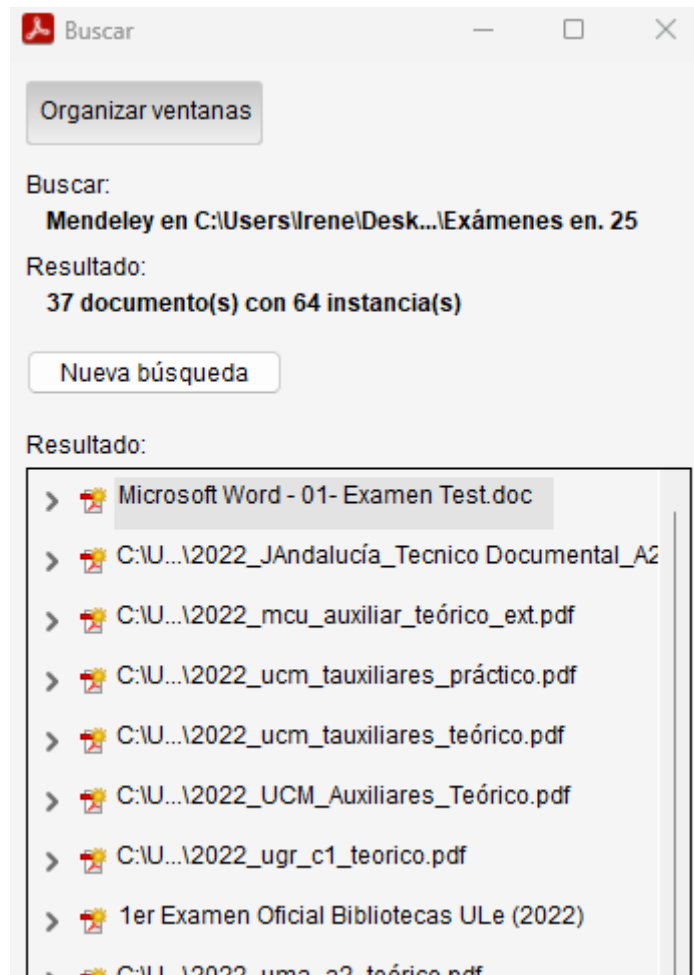 Buscar
Organizar ventanas
Buscar:
Mendeley en C:\Users\Irene\Desk...\Exámenes en. 25
Resultado:
37 documento(s) con 64 instancia(s)
Nueva búsqueda
Resultado:
Microsoft Word - 01- Examen Test.doc
C:\U...\2022_JAndalucía_Tecnico Documental_A2
C:\U...\2022_mcu_auxiliar_teórico_ext.pdf
C:\U...\2022_ucm_tauxiliares_práctico.pdf
C:\U...\2022_ucm_tauxiliares_teórico.pdf
C:\U...\2022_UCM_Auxiliares_Teórico.pdf
C:\U...\2022_ugr_c1_teorico.pdf
1er Examen Oficial Bibliotecas ULe (2022)
C:\U...\2022_uma_a2_teórico.pdf